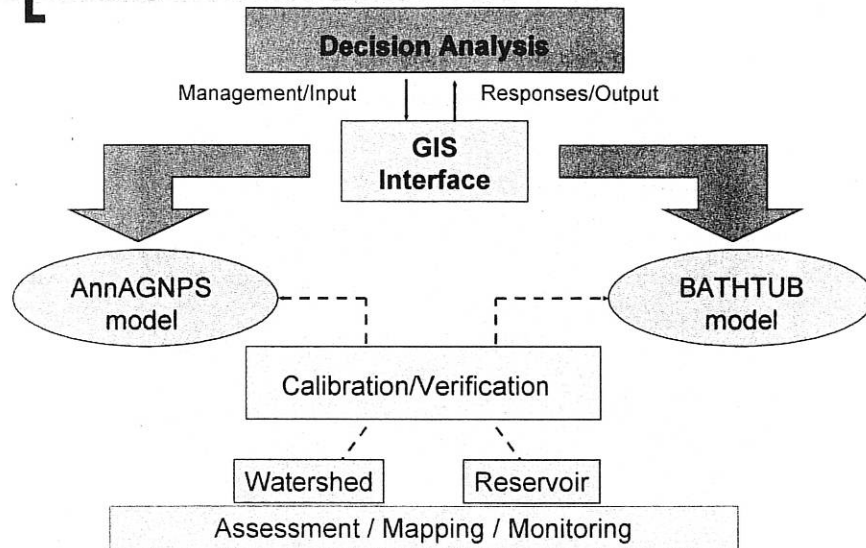 Decision Analysis
Management/Input
Responses/Output
GIS
Interface
AnnAGNPS
model
BATHTUB
model
Calibration/Verification
Watershed
Reservoir
Assessment / Mapping / Monitoring